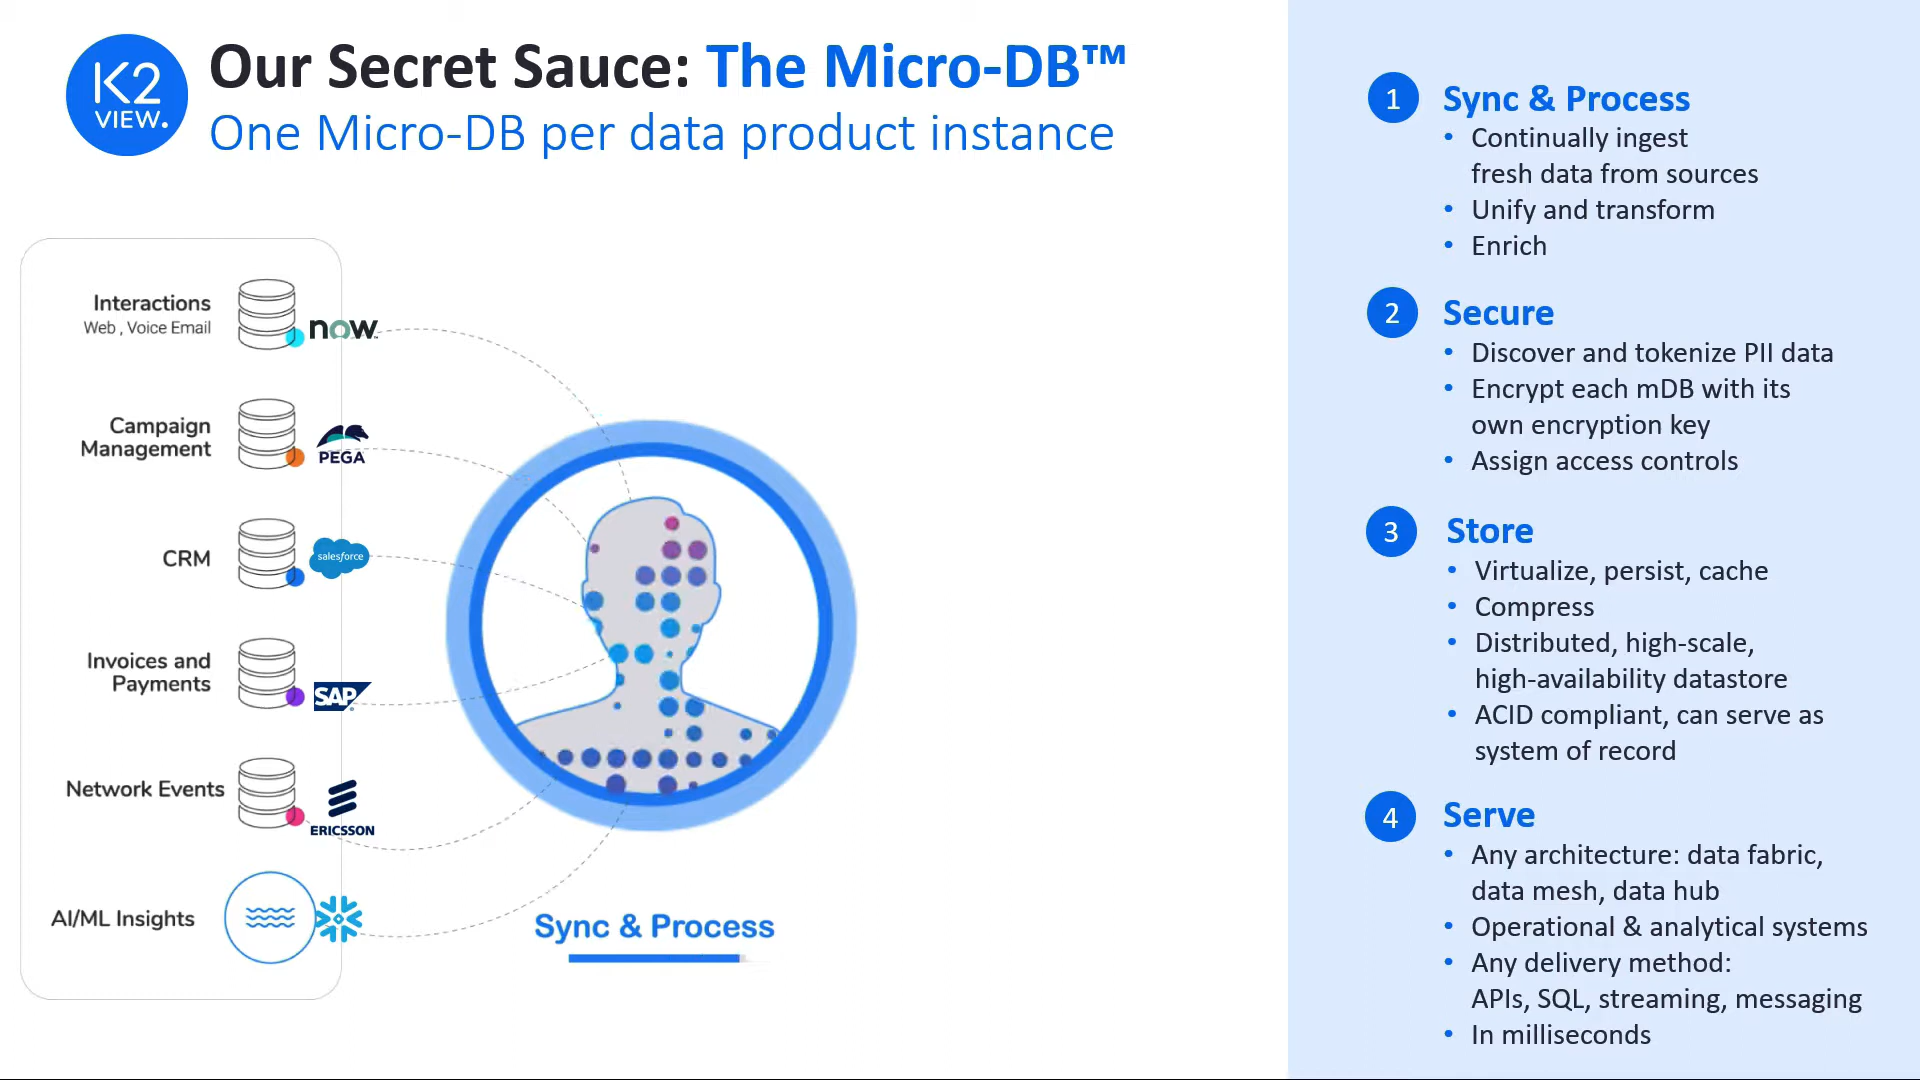 K2
VIEW.
Our Secret Sauce: The Micro-DB™
One Micro-DB per data product instance
Interactions
Web , Voice Email
now
Campaign
Management
PEGA
CRM
salesforce
Invoices and
Payments
SAP
Network Events
ERICSSON
AI/ML Insights
Sync & Process
1 Sync & Process
• Continually ingest
fresh data from sources
• Unify and transform
• Enrich
2 Secure
• Discover and tokenize PII data
• Encrypt each mDB with its
own encryption key
• Assign access controls
3 Store
• Virtualize, persist, cache
• Compress
• Distributed, high-scale,
high-availability datastore
• ACID compliant, can serve as
system of record
4 Serve
• Any architecture: data fabric,
data mesh, data hub
• Operational & analytical systems
• Any delivery method:
APIs, SQL, streaming, messaging
• In milliseconds